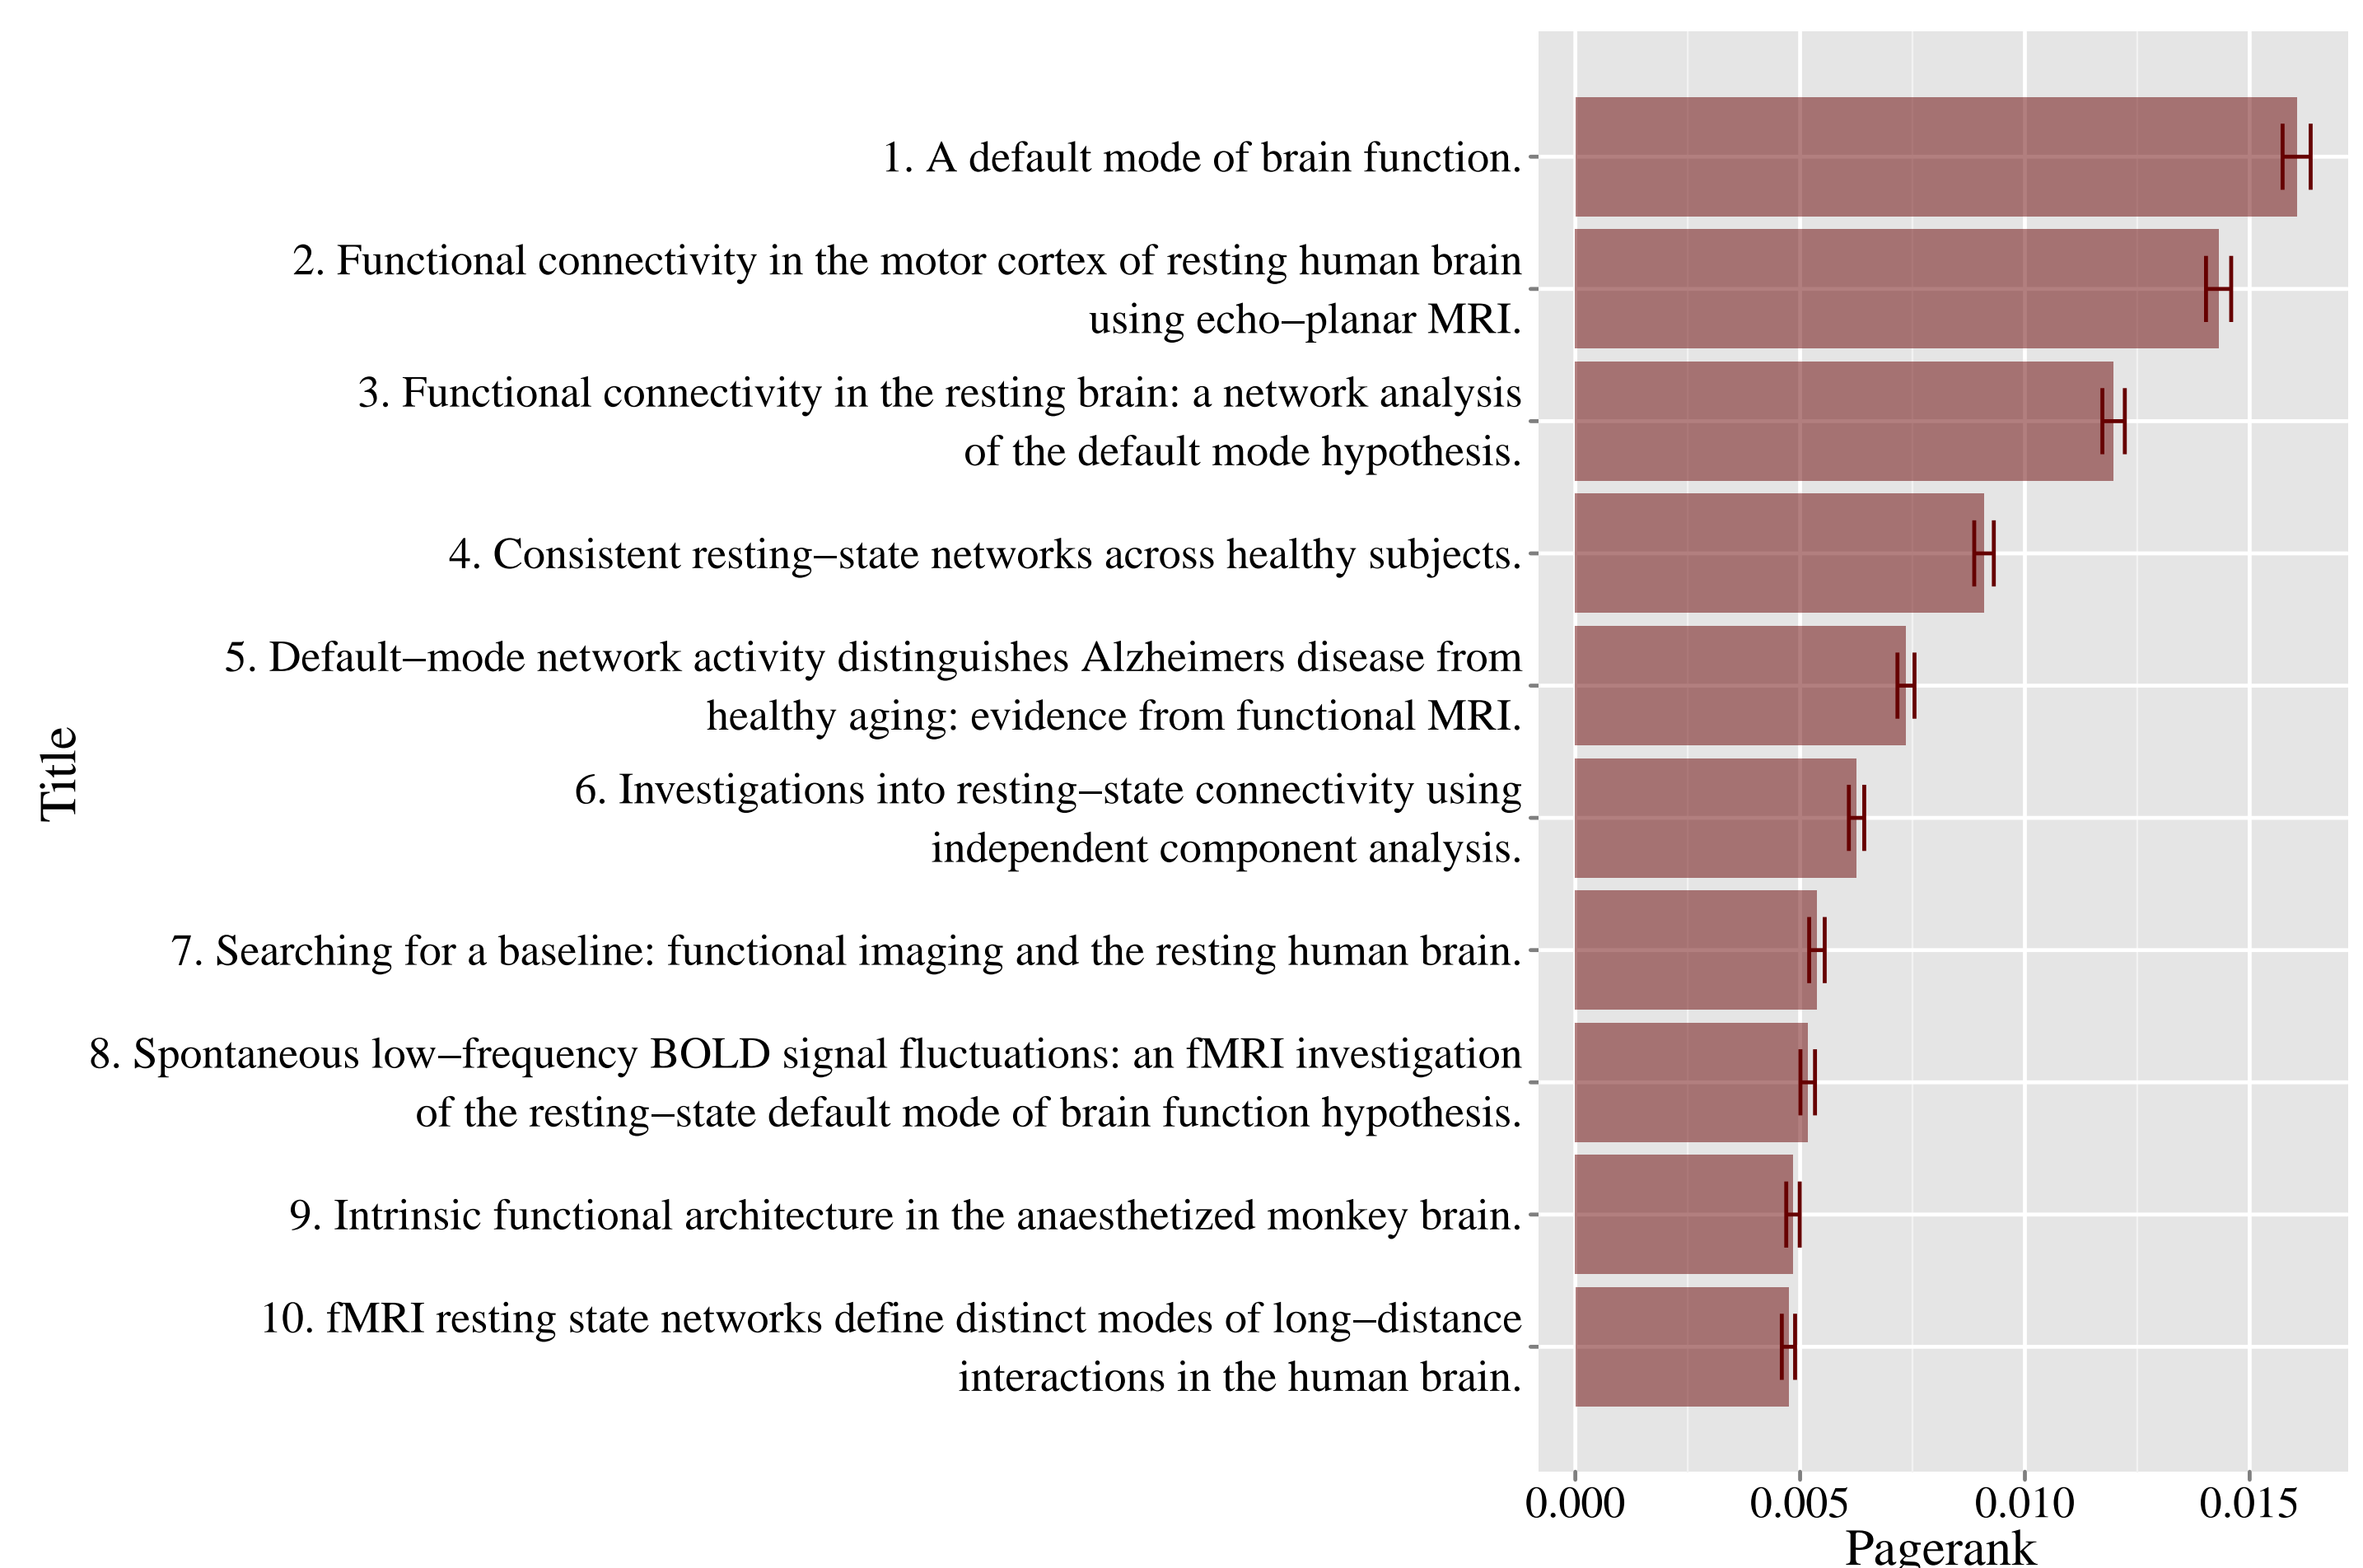 1. A default mode of brain function.
2. Functional connectivity in the motor cortex of resting human brain
using echo−planar MRI.
3. Functional connectivity in the resting brain: a network analysis
of the default mode hypothesis.
4. Consistent resting−state networks across healthy subjects.
5. Default−mode network activity distinguishes Alzheimers disease from
healthy aging: evidence from functional MRI.
6. Investigations into resting−state connectivity using
independent component analysis.
7. Searching for a baseline: functional imaging and the resting human brain.
8. Spontaneous low−frequency BOLD signal fluctuations: an fMRI investigation
of the resting−state default mode of brain function hypothesis.
9. Intrinsic functional architecture in the anaesthetized monkey brain.
10. fMRI resting state networks define distinct modes of long−distance
interactions in the human brain.
Title
0.000 0.005 0.010 0.015
Pagerank